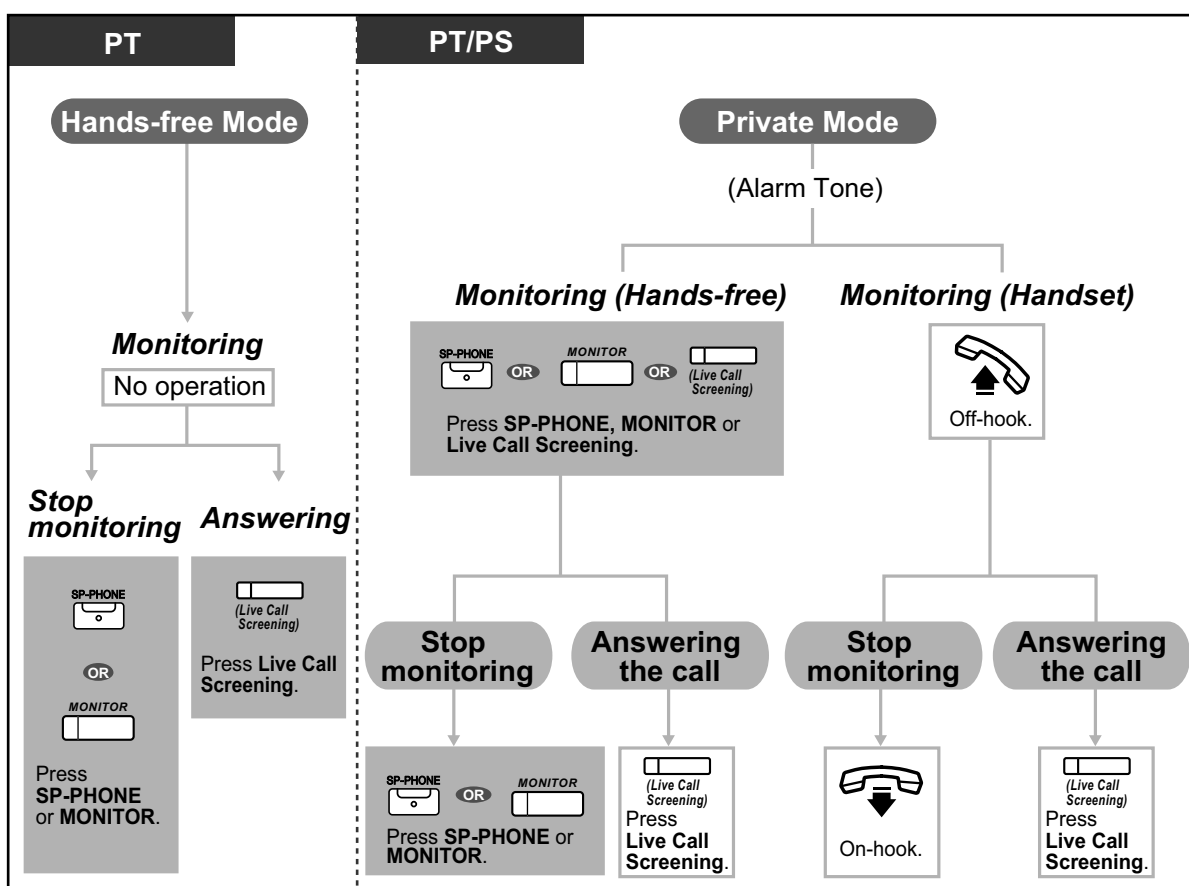 PT
Hands-free Mode
Monitoring
No operation
Stop
monitoring
SP-PHONE
OR
MONITOR
Press
SP-PHONE
or MONITOR.
Answering
(Live Call
Screening)
Press Live Call
Screening.
PT/PS
Private Mode
(Alarm Tone)
Monitoring (Hands-free)
SP-PHONE OR MONITOR OR (Live Call
Screening)
Press SP-PHONE, MONITOR or
Live Call Screening.
Stop
monitoring
SP-PHONE OR MONITOR
Press SP-PHONE or
MONITOR.
Answering
the call
(Live Call
Screening)
Press
Live Call
Screening.
Monitoring (Handset)
Off-hook.
Stop
monitoring
On-hook.
Answering
the call
(Live Call
Screening)
Press
Live Call
Screening.